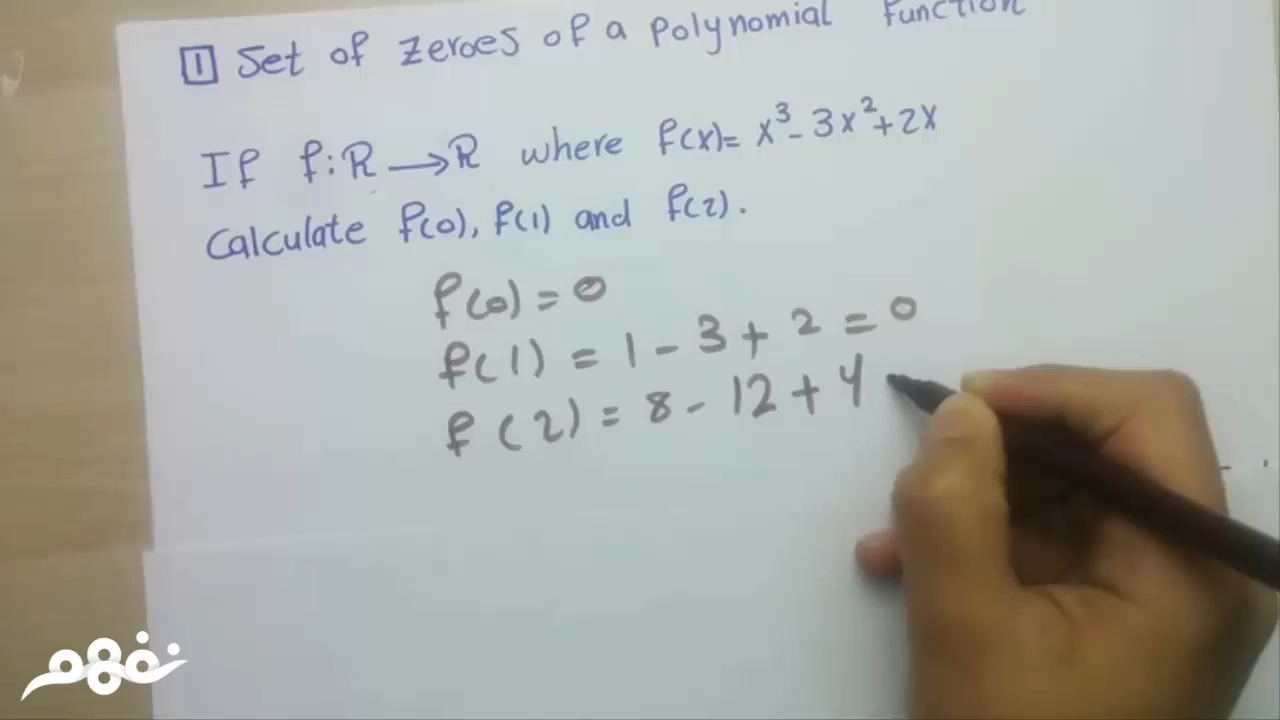 1 Set of zeroes of a polynomial function
If f:R→R where f(x)= x³-3x²+2x
Calculate f(0), f(1) and f(2).
f(0) = 0
f(1) = 1 - 3 + 2 = 0
f(2) = 8 - 12 + 4
نفهم